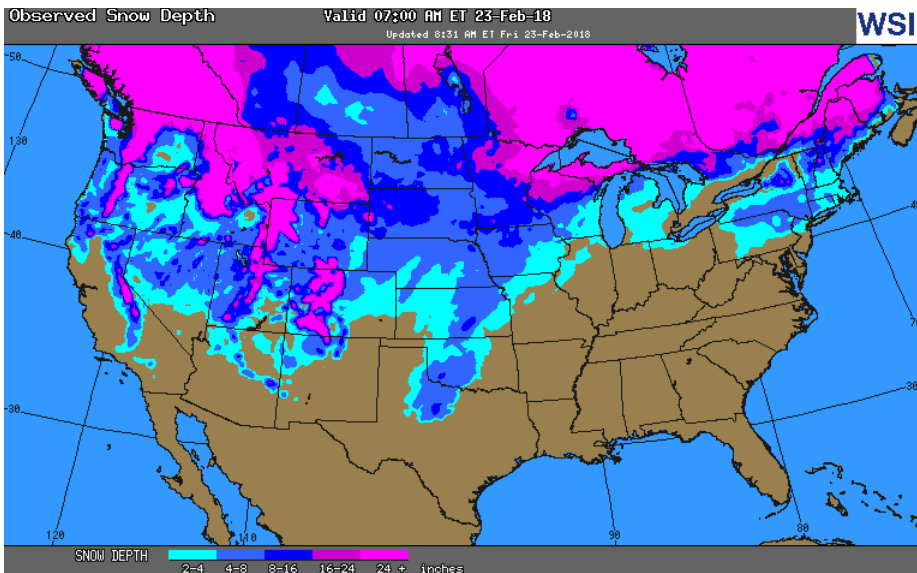 Observed Snow Depth
Valid 07:00 AM ET 23-Feb-18
Updated 8:31 AM ET Fri 23-Feb-2018
WSI
50
130
40
40
70
30
30
120
110
90
80
SNOW DEPTH
2-4 4-8 8-16 16-24 24 + inches